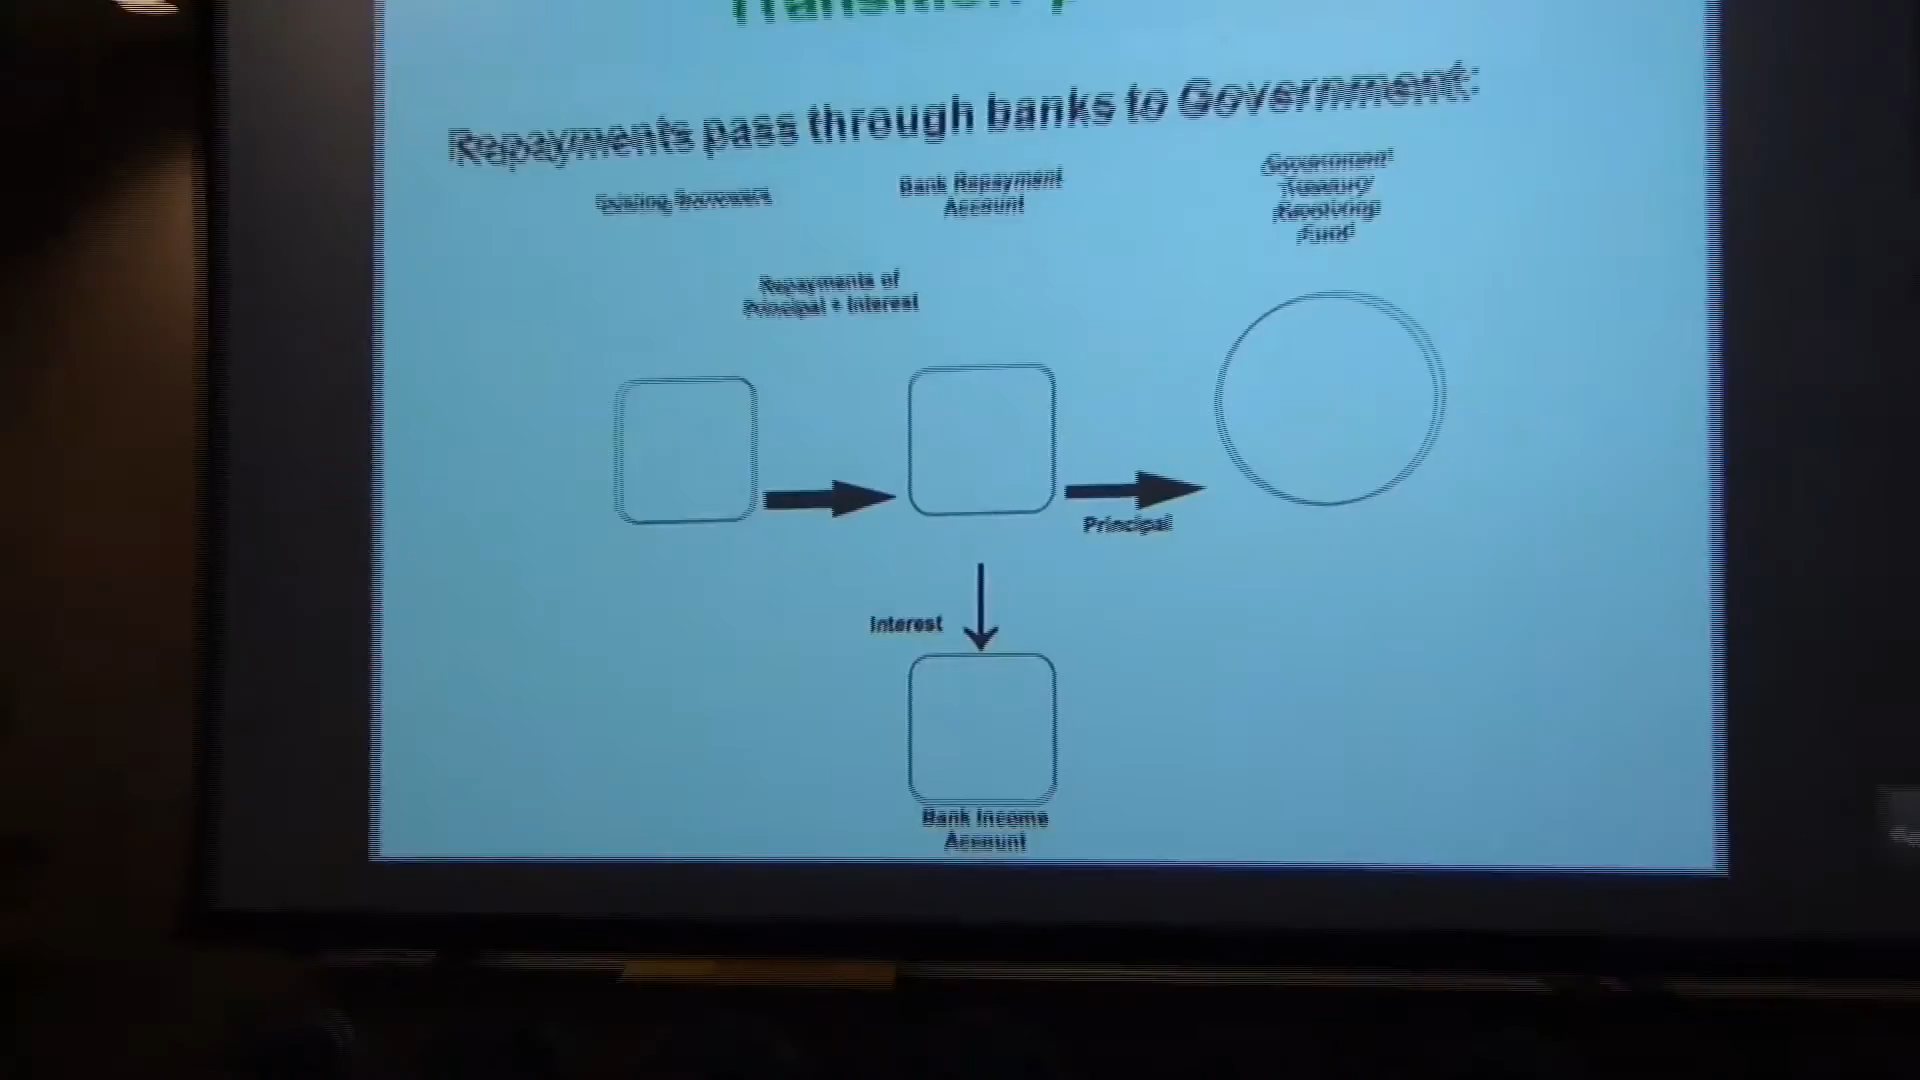 Transition p
Repayments pass through banks to Government:
Existing Borrowers
Bank Repayment
Account
Government
Treasury
Revolving
Fund
Repayments of
Principal + Interest
Principal
Interest
Bank Income
Account